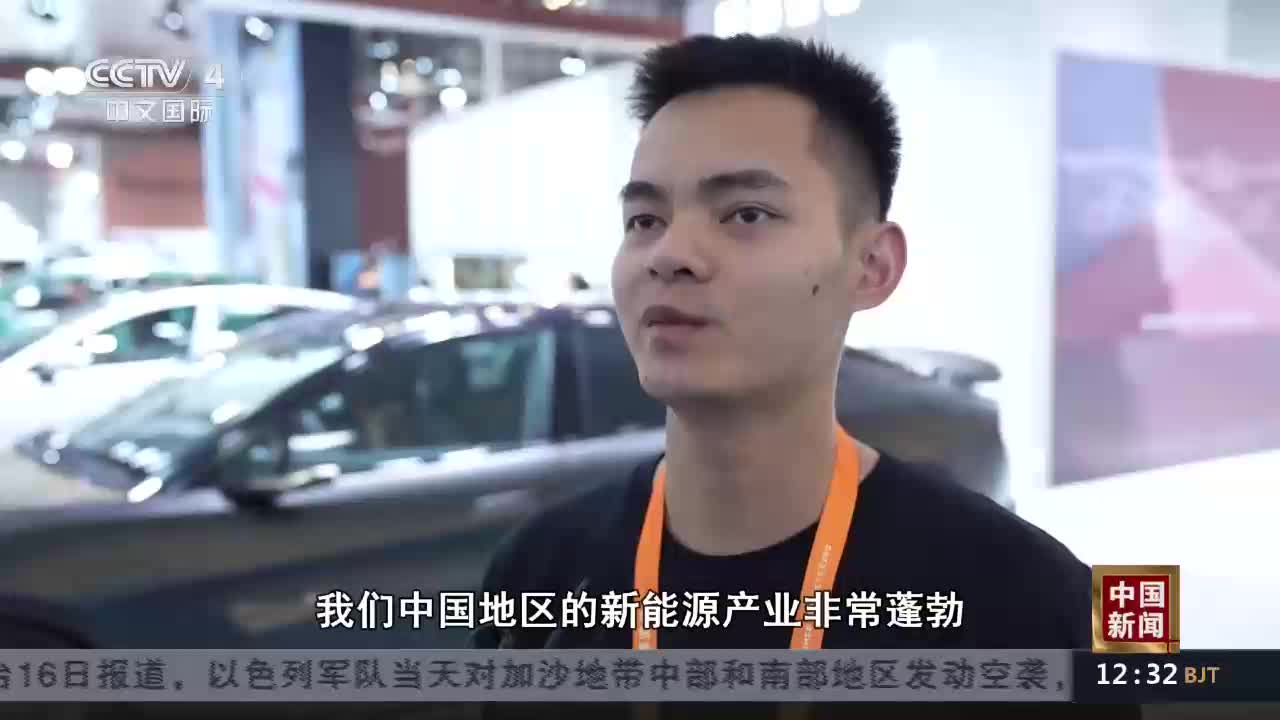 CCTV 4
中文国际
我们中国地区的新能源产业非常蓬勃
中国
新闻
台16日报道，以色列军队当天对加沙地带中部和南部地区发动空袭，
12:32 BJT